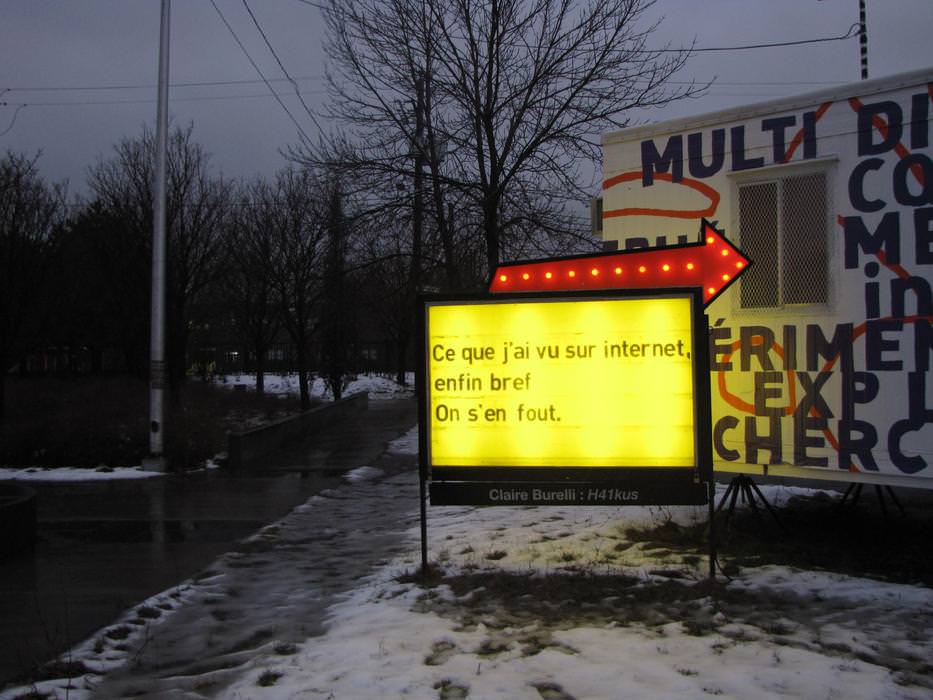 Ce que j'ai vu sur internet,
enfin bref
On s'en fout.
Claire Burelli : H41kus
MULTI DI
CO
ME
in
ÉRIMEN
EXP L
CHERC